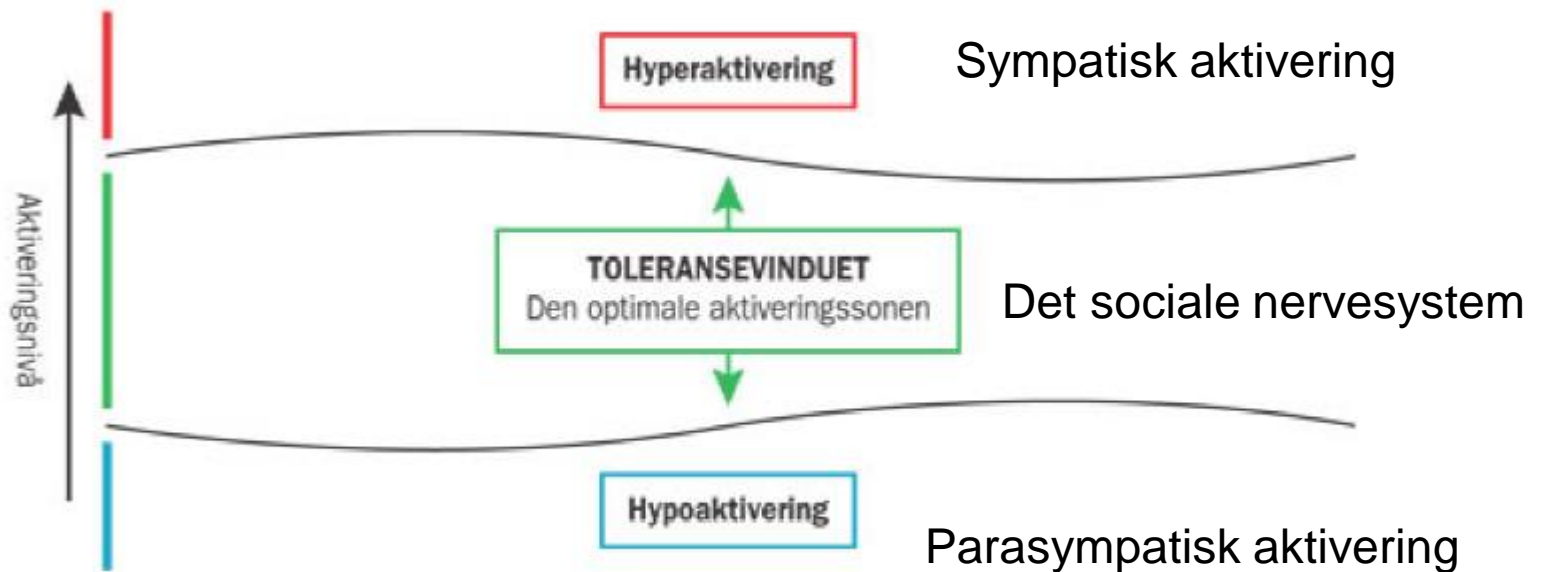 Hyperaktivering
Sympatisk aktivering
Aktiveringsnivå
TOLERANSEVINDUET
Den optimale aktiveringssonen
Det sociale nervesystem
Hypoaktivering
Parasympatisk aktivering